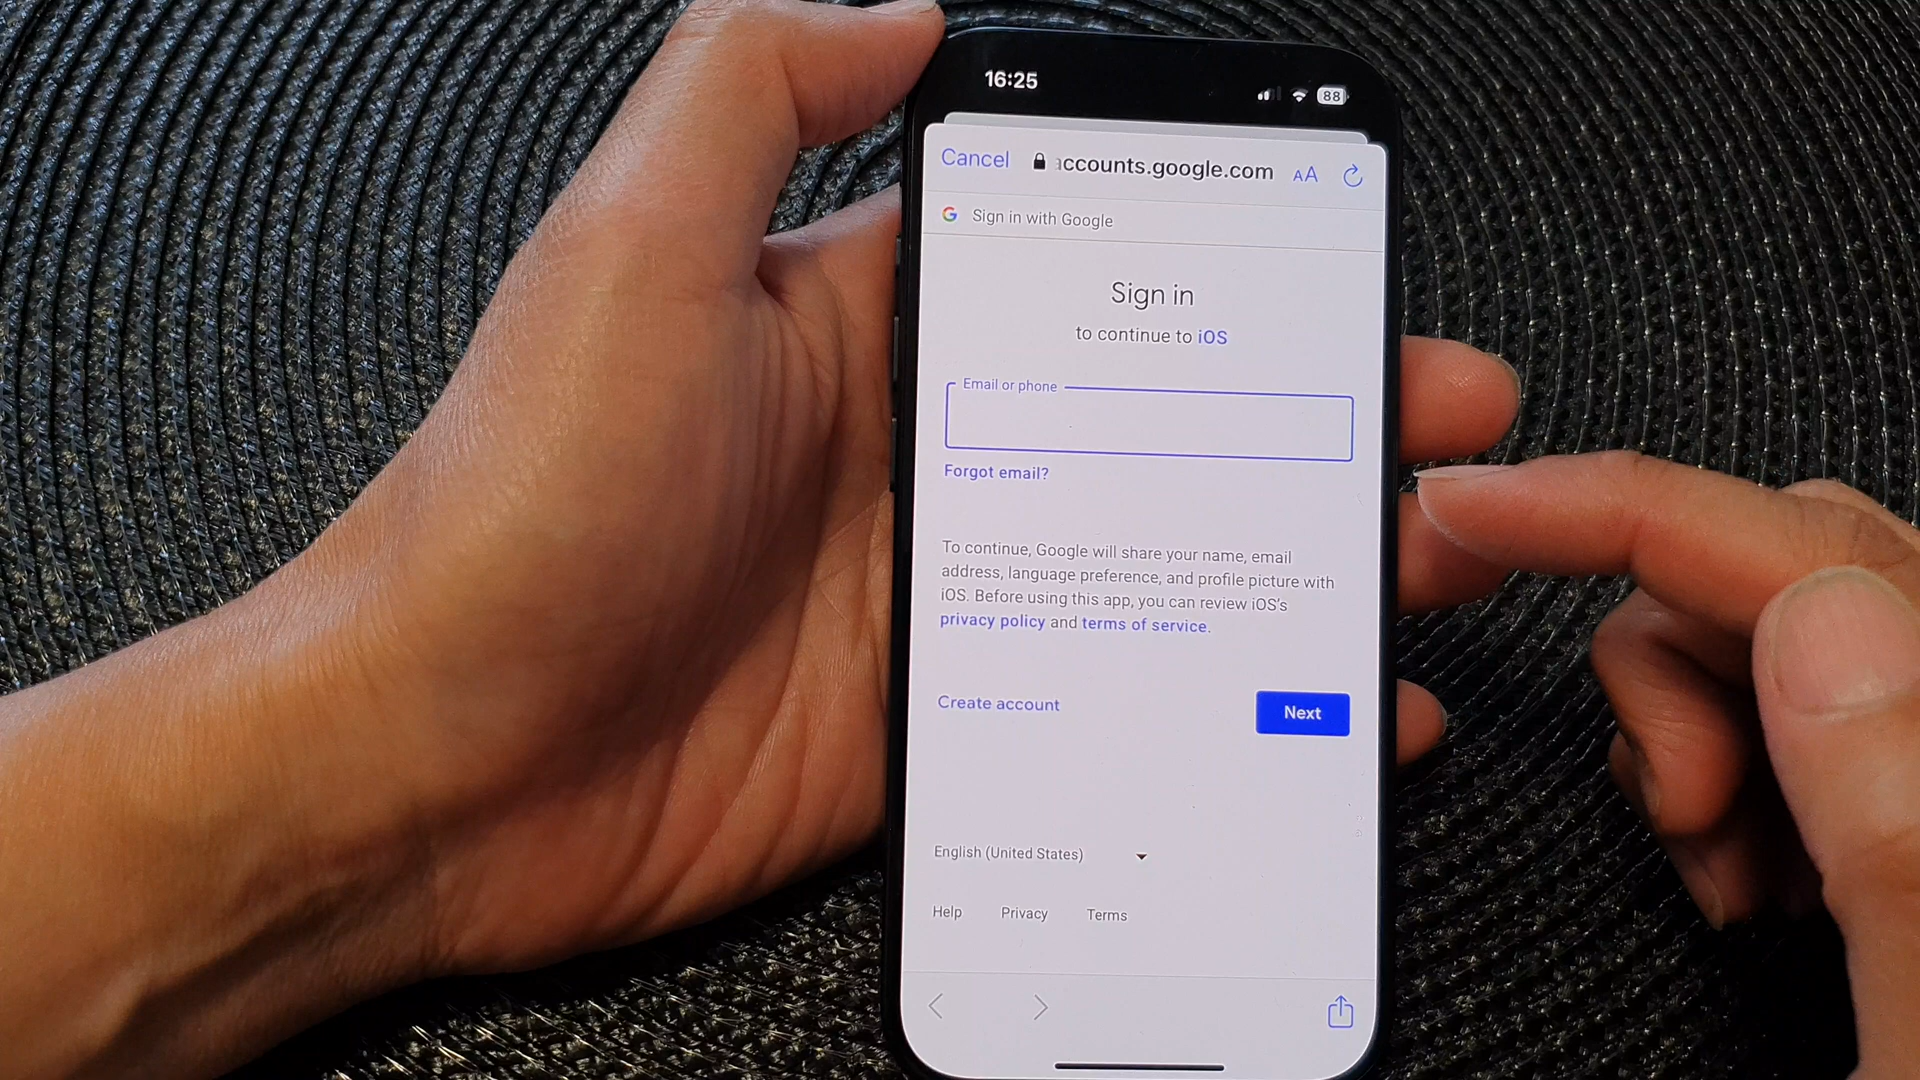 16:25
88
Cancel
ccounts.google.com
AA
Sign in with Google
Sign in
to continue to iOS
Email or phone
Forgot email?
To continue, Google will share your name, email
address, language preference, and profile picture with
iOS. Before using this app, you can review iOS's
privacy policy and terms of service.
Create account
Next
English (United States)
Help Privacy Terms